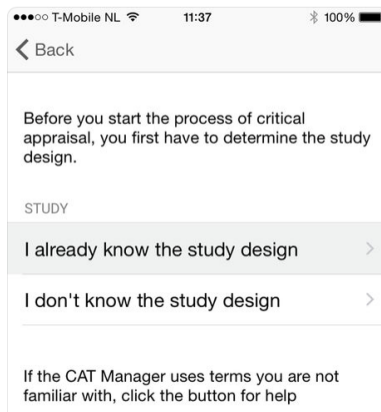 T-Mobile NL 11:37 100%
Back
Before you start the process of critical
appraisal, you first have to determine the study
design.
STUDY
I already know the study design
I don't know the study design
If the CAT Manager uses terms you are not
familiar with, click the button for help